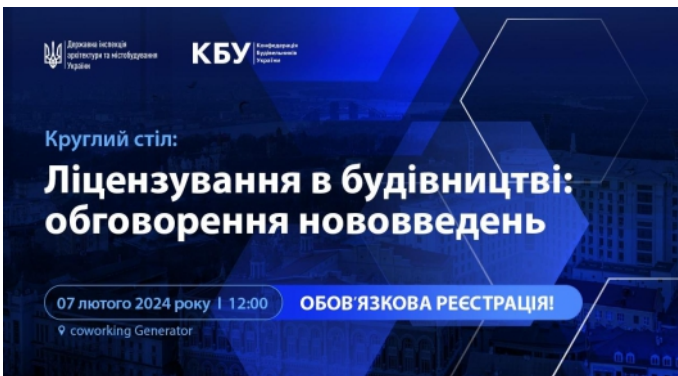 Державна інспекція
архітектури та містобудування
України
КБУ
Конфедерація
Будівельників
України
Круглий стіл:
Ліцензування в будівництві:
обговорення нововведень
07 лютого 2024 року | 12:00
ОБОВ'ЯЗКОВА РЕЄСТРАЦІЯ!
coworking Generator